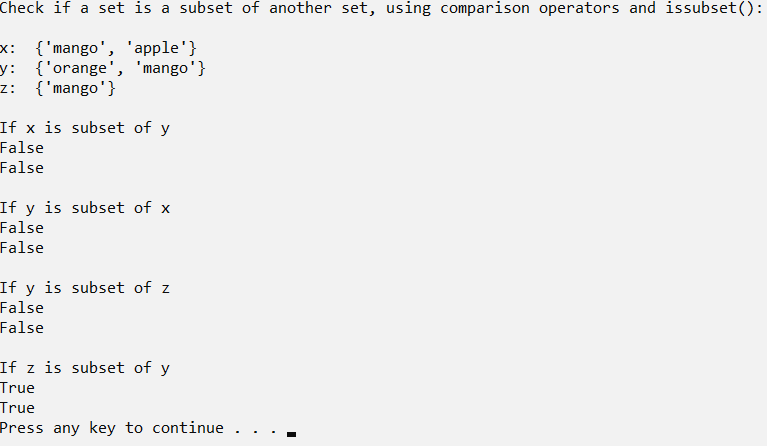 Check if a set is a subset of another set, using comparison operators and issubset():
x:  {'mango', 'apple'}
y:  {'orange', 'mango'}
z:  {'mango'}
If x is subset of y
False
False
If y is subset of x
False
False
If y is subset of z
False
False
If z is subset of y
True
True
Press any key to continue . . .